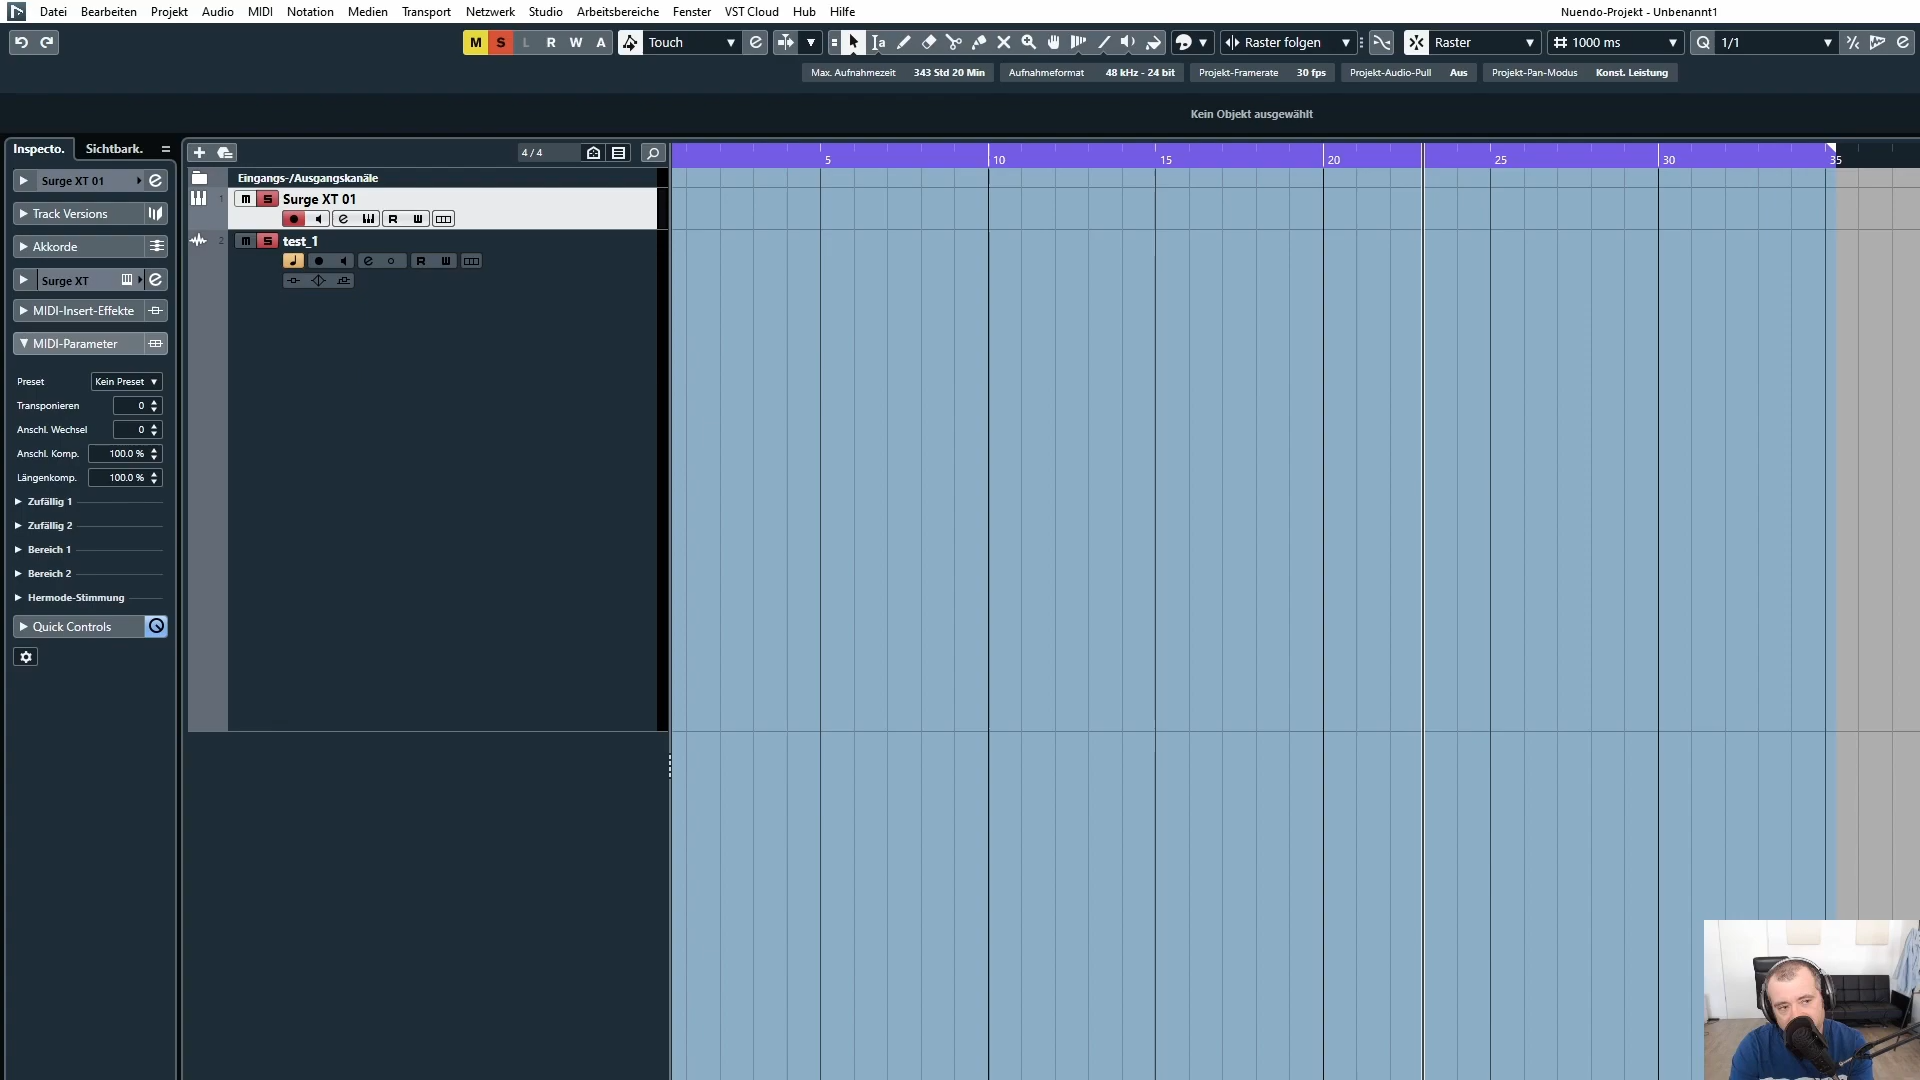 Datei Bearbeiten Projekt Audio MIDI Notation Medien Transport Netzwerk Studio Arbeitsbereiche Fenster VST Cloud Hub Hilfe Nuendo-Projekt - Unbenannt1
M S L R W A Touch Raster folgen Raster 1000 ms 1/1
Max. Aufnahmezeit 343 Std 20 Min Aufnahmeformat 48 kHz - 24 bit Projekt-Framerate 30 fps Projekt-Audio-Pull Aus Projekt-Pan-Modus Konst. Leistung
Kein Objekt ausgewählt
Inspecto. Sichtbark.
4 / 4
5 10 15 20 25 30 35
Eingangs-/Ausgangskanäle
Surge XT 01
1 m S Surge XT 01
R W
Track Versions
2 m S test_1
Akkorde
R W
Surge XT
MIDI-Insert-Effekte
MIDI-Parameter
Preset Kein Preset
Transponieren 0
Anschl. Wechsel 0
Anschl. Komp. 100.0 %
Längenkomp. 100.0 %
Zufällig 1
Zufällig 2
Bereich 1
Bereich 2
Hermode-Stimmung
Quick Controls